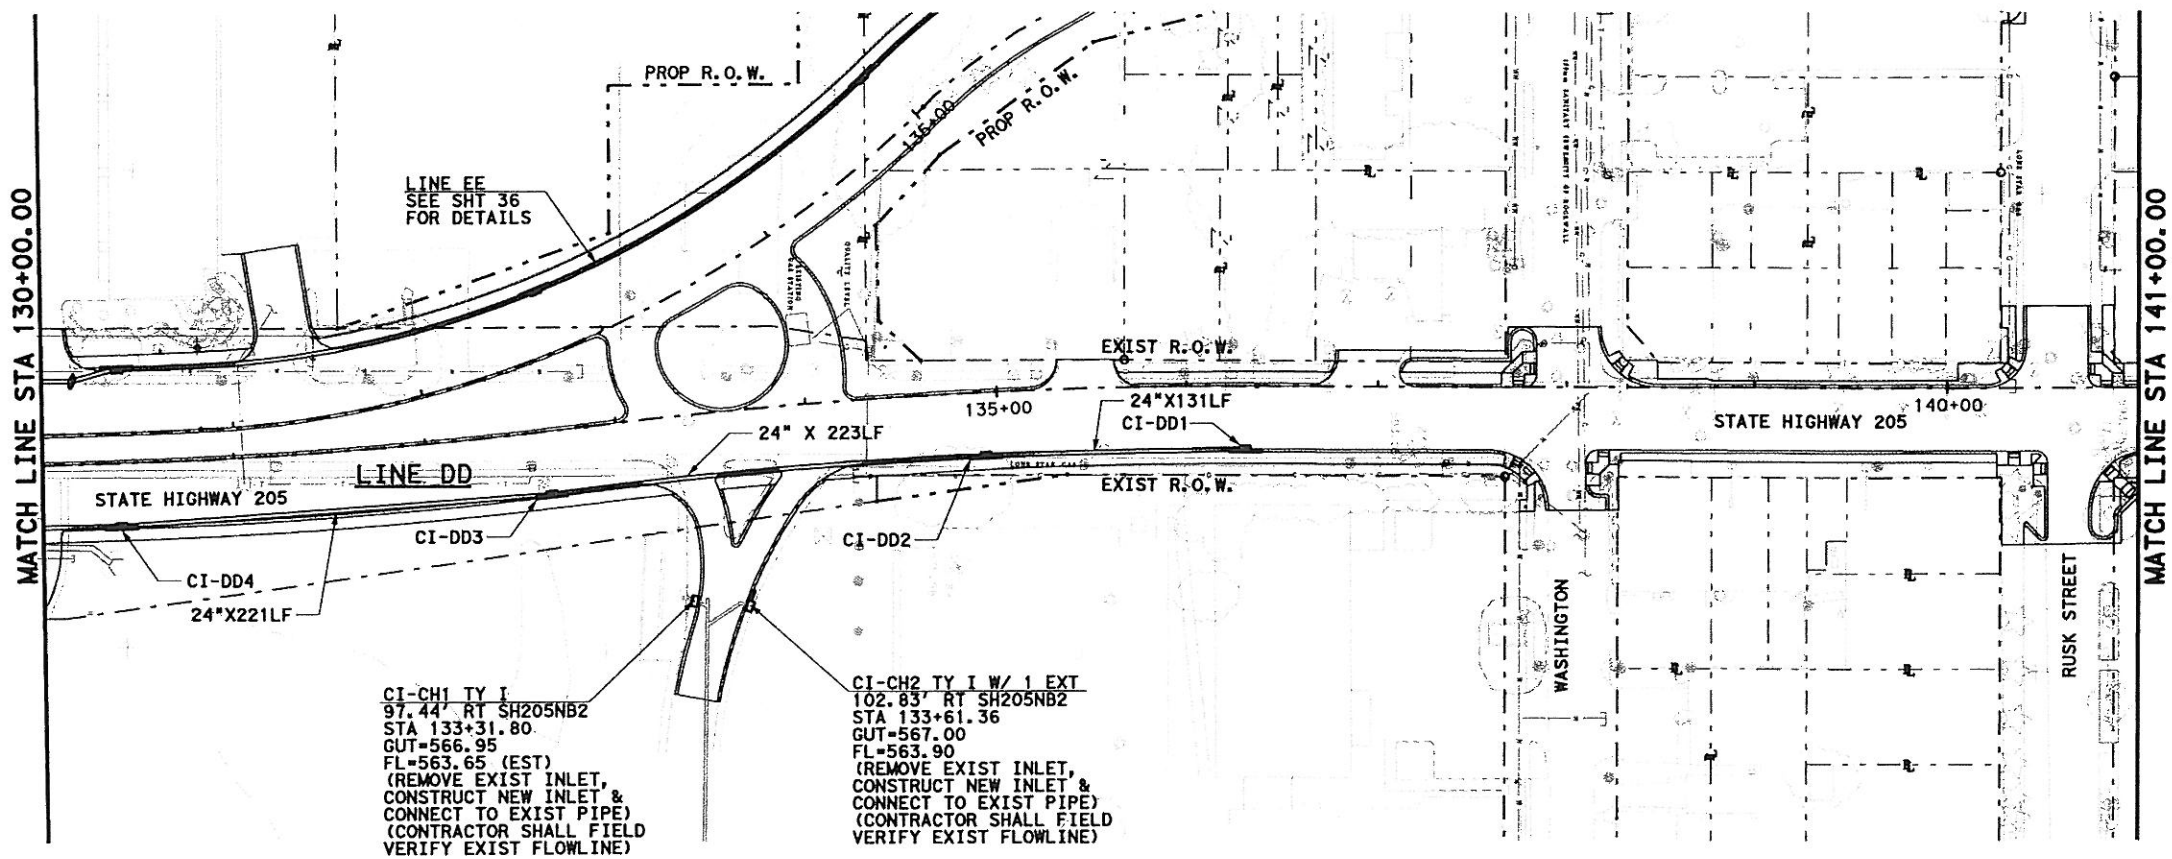 MATCH LINE STA 130+00.00
PROP R.O.W.
135+00
PROP R.O.W.
LINE EE
SEE SHT 36
FOR DETAILS
EXIST R.O.W.
135+00
24"X131LF
CI-DD1
24" X 223LF
STATE HIGHWAY 205
140+00
LINE DD
STATE HIGHWAY 205
EXIST R.O.W.
CI-DD3
CI-DD2
CI-DD4
24"X221LF
WASHINGTON
RUSK STREET
CI-CH1 TY I
97.44' RT SH205NB2
STA 133+31.80
GUT=566.95
FL=563.65 (EST)
(REMOVE EXIST INLET,
CONSTRUCT NEW INLET &
CONNECT TO EXIST PIPE)
(CONTRACTOR SHALL FIELD
VERIFY EXIST FLOWLINE)
CI-CH2 TY I W/ 1 EXT
102.83' RT SH205NB2
STA 133+61.36
GUT=567.00
FL=563.90
(REMOVE EXIST INLET,
CONSTRUCT NEW INLET &
CONNECT TO EXIST PIPE)
(CONTRACTOR SHALL FIELD
VERIFY EXIST FLOWLINE)
MATCH LINE STA 141+00.00